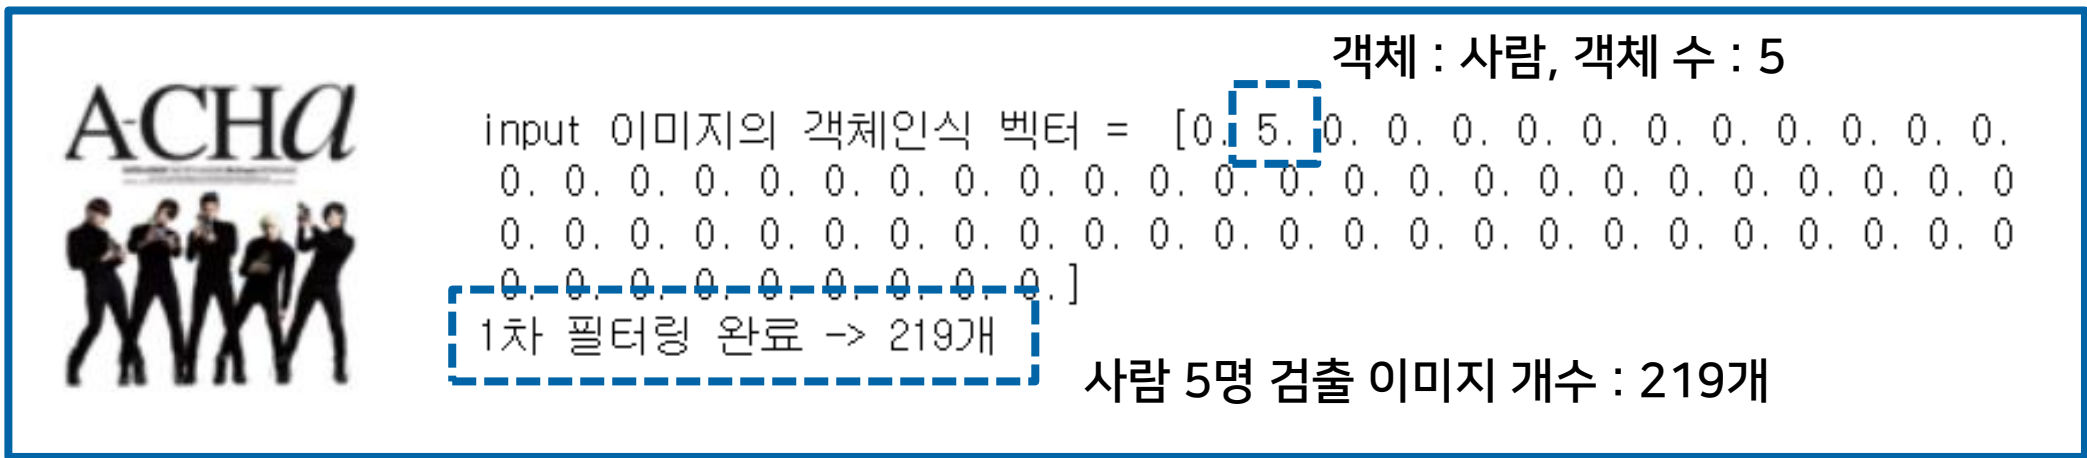 객체 : 사람, 객체 수 : 5
A-CHa
input 이미지의 객체인식 벡터 = [0. 5. 0. 0. 0. 0. 0. 0. 0. 0. 0. 0. 0.
0. 0. 0. 0. 0. 0. 0. 0. 0. 0. 0. 0. 0. 0. 0. 0. 0. 0. 0. 0. 0. 0. 0. 0
0. 0. 0. 0. 0. 0. 0. 0. 0. 0. 0. 0. 0. 0. 0. 0. 0. 0. 0. 0. 0. 0. 0. 0
0. 0. 0. 0. 0. 0. 0. 0. 0.]
1차 필터링 완료 -> 219개
사람 5명 검출 이미지 개수 : 219개